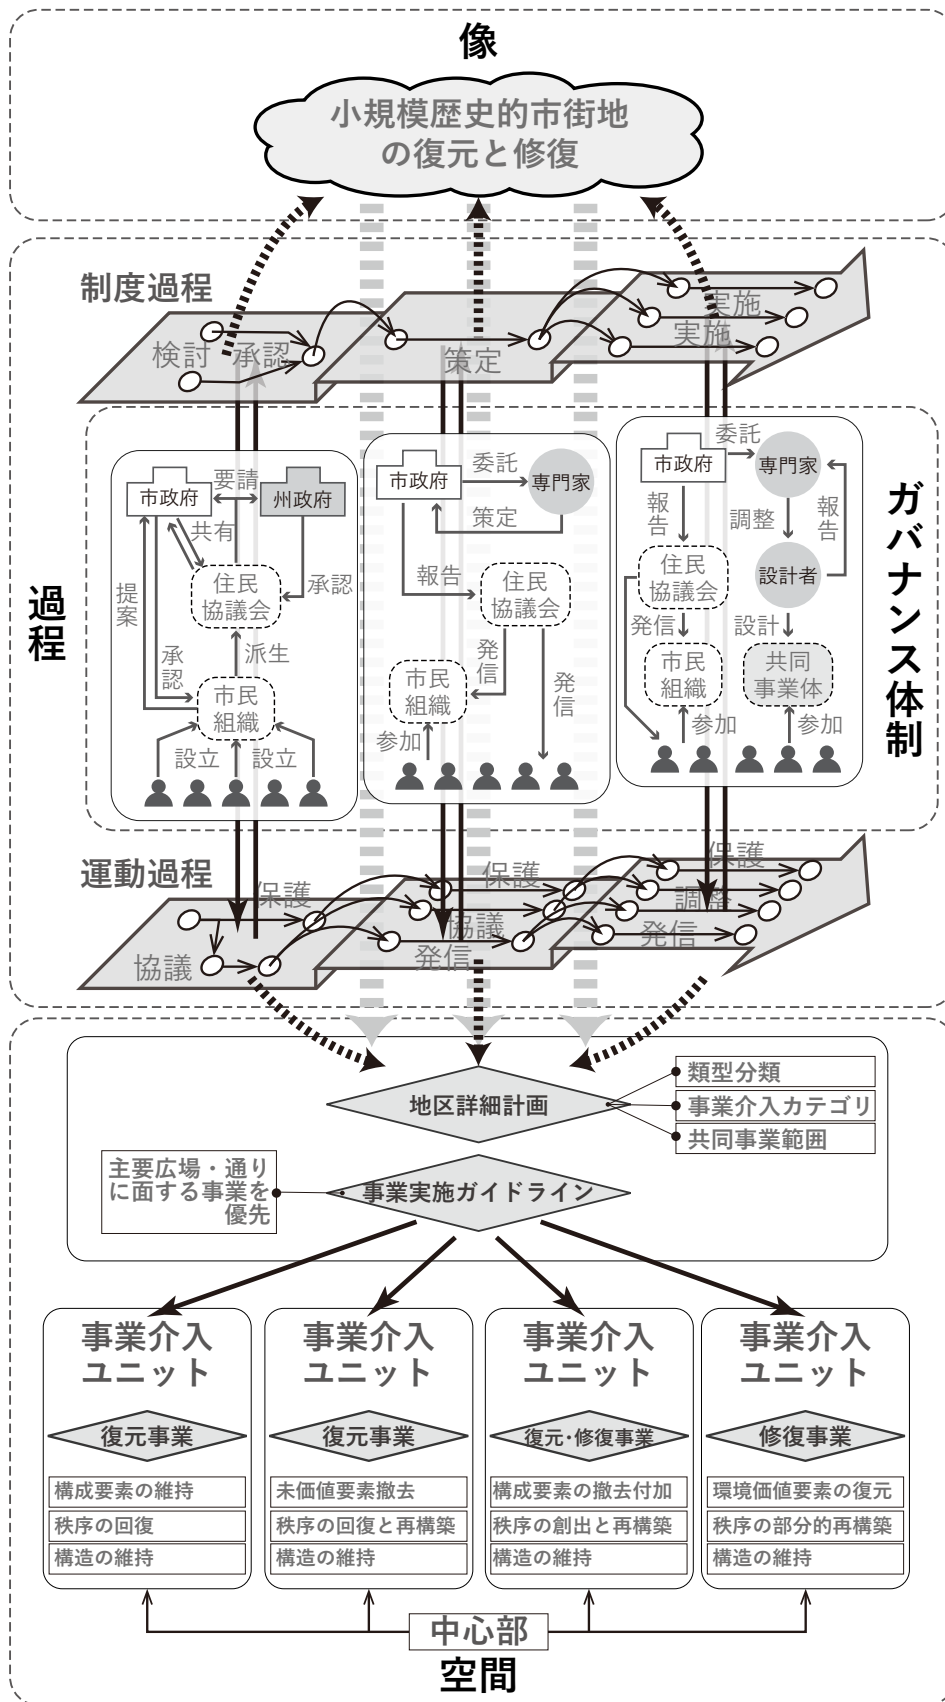 像
小規模歴史的市街地
の復元と修復
制度過程
検討
承認
策定
実施
実施
過程
ガバナンス体制
市政府
要請
州政府
共有
住民
協議会
承認
提案
承認
派生
市民
組織
設立
設立
市政府
委託
専門家
策定
報告
住民
協議会
発信
発信
市民
組織
参加
市政府
委託
専門家
報告
調整
報告
住民
協議会
設計者
発信
設計
市民
組織
共同
事業体
参加
参加
運動過程
保護
協議
保護
協議
発信
保護
調整
発信
地区詳細計画
類型分類
事業介入カテゴリ
共同事業範囲
主要広場・通り
に面する事業を
優先
事業実施ガイドライン
事業介入
ユニット
復元事業
構成要素の維持
秩序の回復
構造の維持
事業介入
ユニット
復元事業
未価値要素撤去
秩序の回復と再構築
構造の維持
事業介入
ユニット
復元･修復事業
構成要素の撤去付加
秩序の創出と再構築
構造の維持
事業介入
ユニット
修復事業
環境価値要素の復元
秩序の部分的再構築
構造の維持
中心部
空間